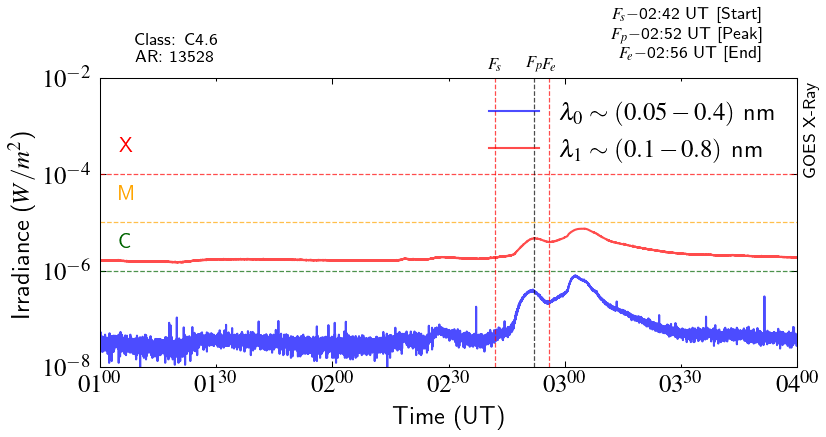 Fₛ−02:42 UT [Start]
Class: C4.6
Fₚ−02:52 UT [Peak]
AR: 13528
Fₑ−02:56 UT [End]
Fₛ FₚFₑ
10⁻²
λ₀ ∼ (0.05 − 0.4) nm
λ₁ ∼ (0.1 − 0.8) nm
GOES X-Ray
X
10⁻⁴
M
C
10⁻⁶
10⁻⁸
Irradiance (W/m²)
01⁰⁰ 01³⁰ 02⁰⁰ 02³⁰ 03⁰⁰ 03³⁰ 04⁰⁰
Time (UT)